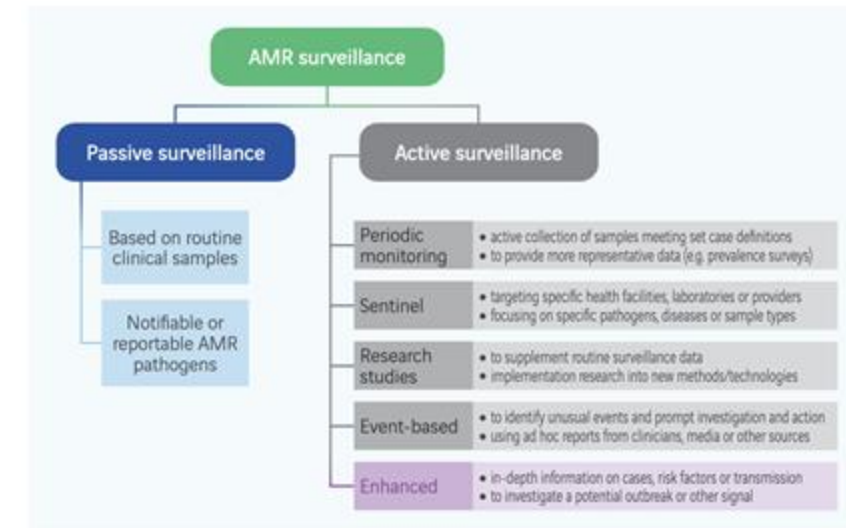 AMR surveillance
Passive surveillance
Based on routine
clinical samples
Notifiable or
reportable AMR
pathogens
Active surveillance
Periodic
monitoring
• active collection of samples meeting set case definitions
• to provide more representative data (e.g. prevalence surveys)
Sentinel
• targeting specific health facilities, laboratories or providers
• focusing on specific pathogens, diseases or sample types
Research
studies
• to supplement routine surveillance data
• implementation research into new methods/technologies
Event-based
• to identify unusual events and prompt investigation and action
• using ad hoc reports from clinicians, media or other sources
Enhanced
• in-depth information on cases, risk factors or transmission
• to investigate a potential outbreak or other signal